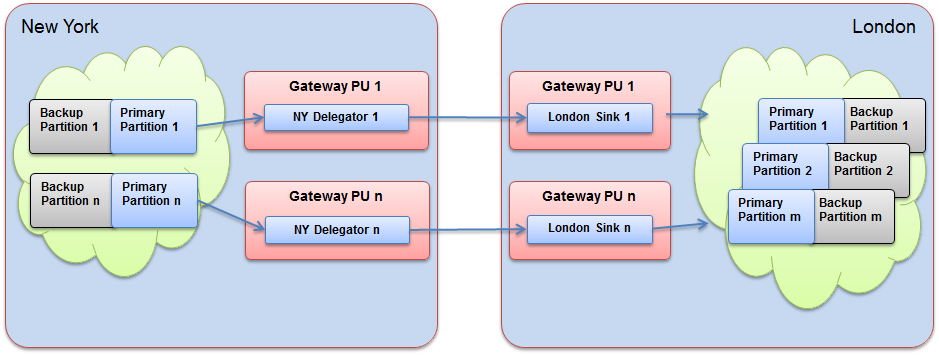 New York
London
Gateway PU 1
NY Delegator 1
Backup
Partition 1
Primary
Partition 1
Backup
Partition n
Primary
Partition n
Gateway PU n
NY Delegator n
Gateway PU 1
London Sink 1
Gateway PU n
London Sink n
Primary
Partition 1
Backup
Partition 1
Primary
Partition 2
Backup
Partition 2
Primary
Partition m
Backup
Partition m